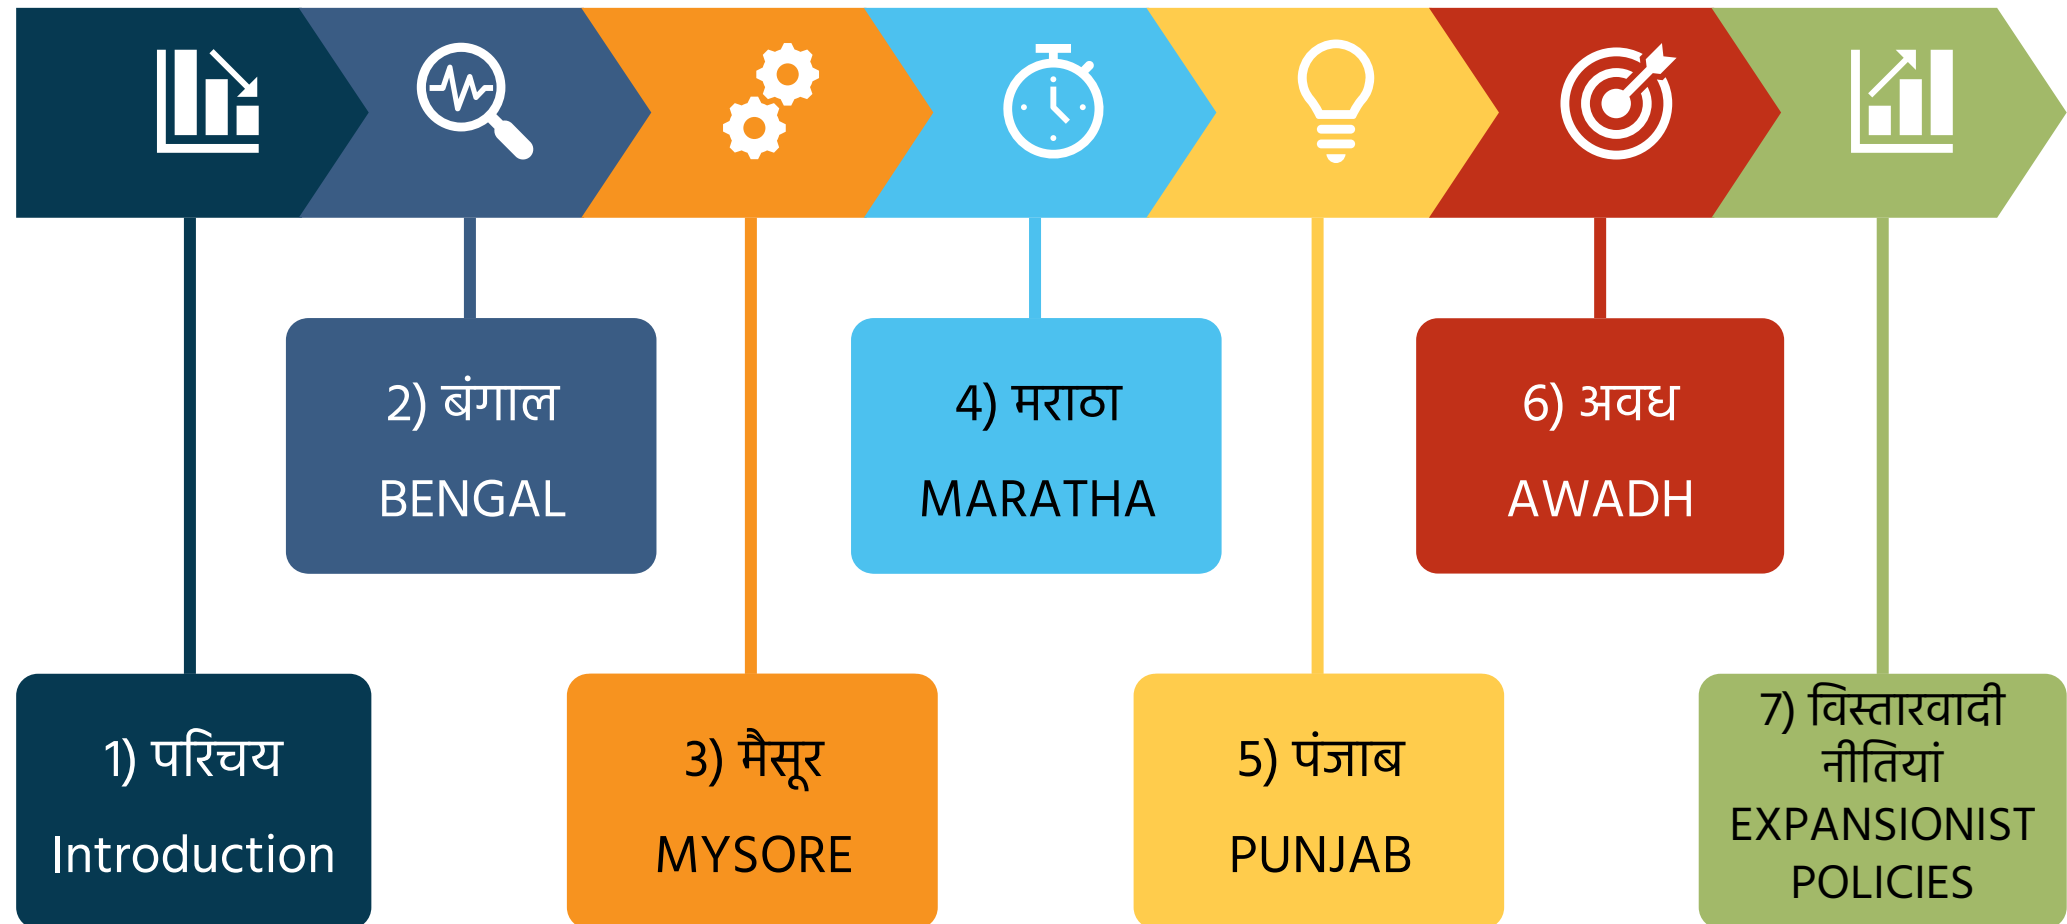 1) परिचय
Introduction
2) बंगाल
BENGAL
3) मैसूर
MYSORE
4) मराठा
MARATHA
5) पंजाब
PUNJAB
6) अवध
AWADH
7) विस्तारवादी
नीतियां
EXPANSIONIST
POLICIES